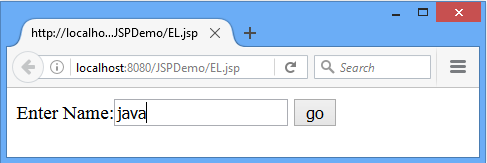 http://localho...JSPDemo/EL.jsp
localhost:8080/JSPDemo/EL.jsp
Search
Enter Name: java go